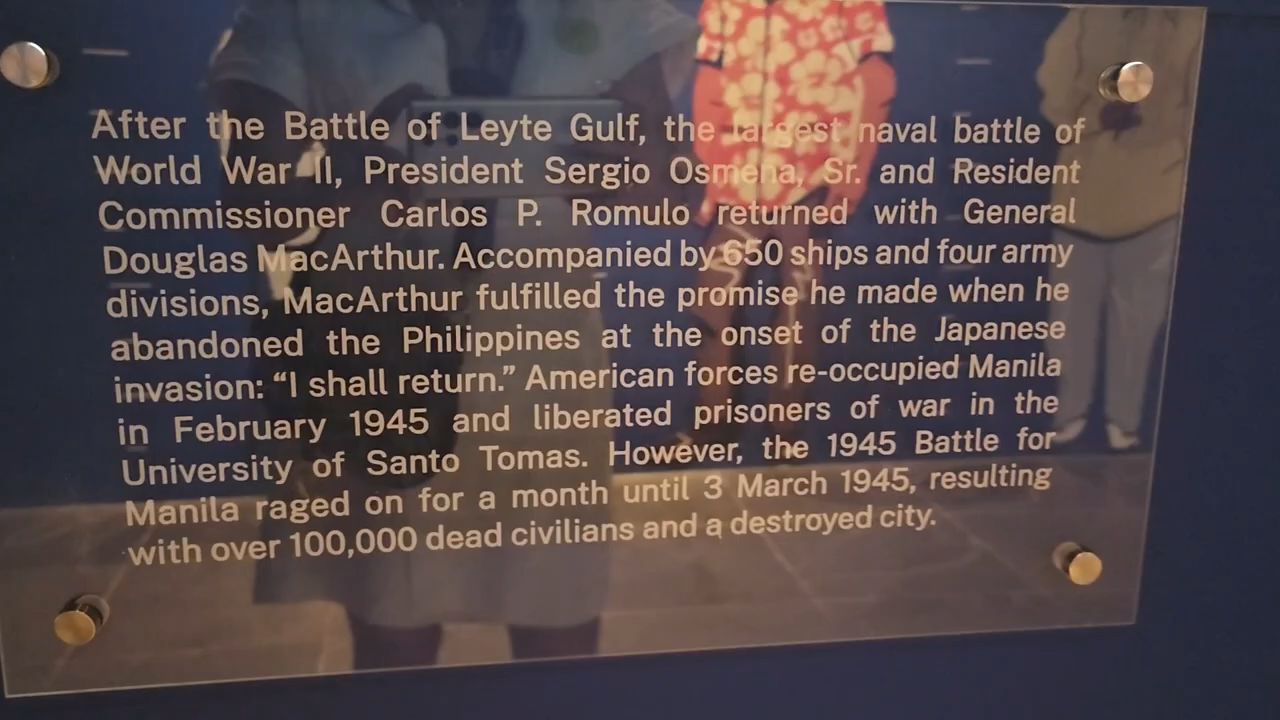 After the Battle of Leyte Gulf, the largest naval battle of
World War II, President Sergio Osmena, Sr. and Resident
Commissioner Carlos P. Romulo returned with General
Douglas MacArthur. Accompanied by 650 ships and four army
divisions, MacArthur fulfilled the promise he made when he
abandoned the Philippines at the onset of the Japanese
invasion: “I shall return.” American forces re-occupied Manila
in February 1945 and liberated prisoners of war in the
University of Santo Tomas. However, the 1945 Battle for
Manila raged on for a month until 3 March 1945, resulting
with over 100,000 dead civilians and a destroyed city.